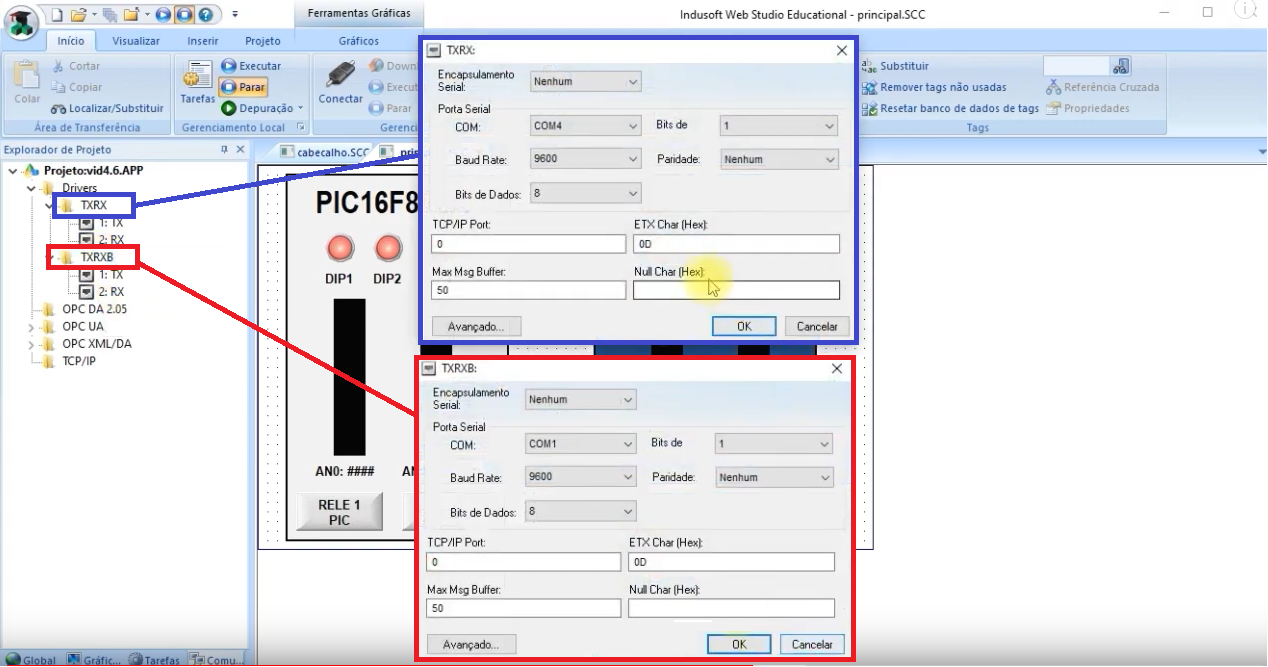 Ferramentas Gráficas
Indusoft Web Studio Educational - principal.SCC
Início
Visualizar
Inserir
Projeto
Gráficos
Colar
Cortar
Copiar
Localizar/Substituir
Área de Transferência
Tarefas
Executar
Parar
Depuração
Gerenciamento Local
Conectar
Down
Execut
Parar
Gerenci
Substituir
Remover tags não usadas
Resetar banco de dados de tags
Referência Cruzada
Propriedades
Tags
Explorador de Projeto
Projeto:vid4.6.APP
Drivers
TXRX
1: TX
2: RX
TXRXB
1: TX
2: RX
OPC DA 2.05
OPC UA
OPC XML/DA
TCP/IP
Global
Gráfic...
Tarefas
Comu...
cabecalho.SCC
pri
PIC16F8
DIP1
DIP2
AN0: ####
AN
RELE 1
PIC
TXRX:
Encapsulamento
Serial:
Nenhum
Porta Serial
COM:
COM4
Bits de
1
Baud Rate:
9600
Paridade:
Nenhum
Bits de Dados:
8
TCP/IP Port:
ETX Char (Hex):
0
0D
Max Msg Buffer:
Null Char (Hex):
50
Avançado...
OK
Cancelar
TXRXB:
Encapsulamento
Serial:
Nenhum
Porta Serial
COM:
COM1
Bits de
1
Baud Rate:
9600
Paridade:
Nenhum
Bits de Dados:
8
TCP/IP Port:
ETX Char (Hex):
0
0D
Max Msg Buffer:
Null Char (Hex):
50
Avançado...
OK
Cancelar